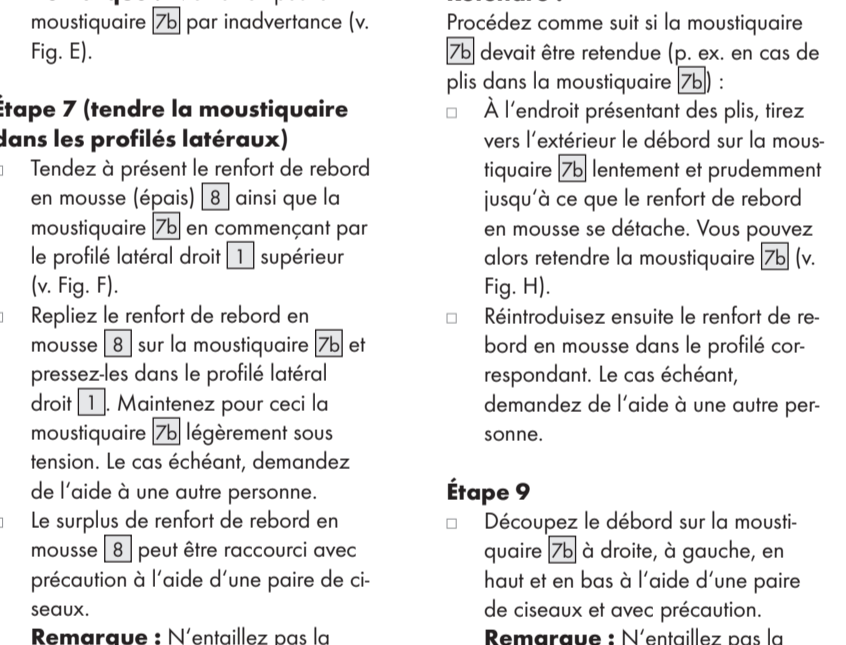 moustiquaire 7b par inadvertance (v.
Fig. E).
Étape 7 (tendre la moustiquaire
dans les profilés latéraux)
Tendez à présent le renfort de rebord
en mousse (épais) 8 ainsi que la
moustiquaire 7b en commençant par
le profilé latéral droit 1 supérieur
(v. Fig. F).
Repliez le renfort de rebord en
mousse 8 sur la moustiquaire 7b et
pressez-les dans le profilé latéral
droit 1. Maintenez pour ceci la
moustiquaire 7b légèrement sous
tension. Le cas échéant, demandez
de l’aide à une autre personne.
Le surplus de renfort de rebord en
mousse 8 peut être raccourci avec
précaution à l’aide d’une paire de ci-
seaux.
Remarque : N’entaillez pas la
Procédez comme suit si la moustiquaire
7b devait être retendue (p. ex. en cas de
plis dans la moustiquaire 7b) :
À l’endroit présentant des plis, tirez
vers l’extérieur le débord sur la mous-
tiquaire 7b lentement et prudemment
jusqu‘à ce que le renfort de rebord
en mousse se détache. Vous pouvez
alors retendre la moustiquaire 7b (v.
Fig. H).
Réintroduisez ensuite le renfort de re-
bord en mousse dans le profilé cor-
respondant. Le cas échéant,
demandez de l’aide à une autre per-
sonne.
Étape 9
Découpez le débord sur la mousti-
quaire 7b à droite, à gauche, en
haut et en bas à l’aide d’une paire
de ciseaux et avec précaution.
Remarque : N’entaillez pas la